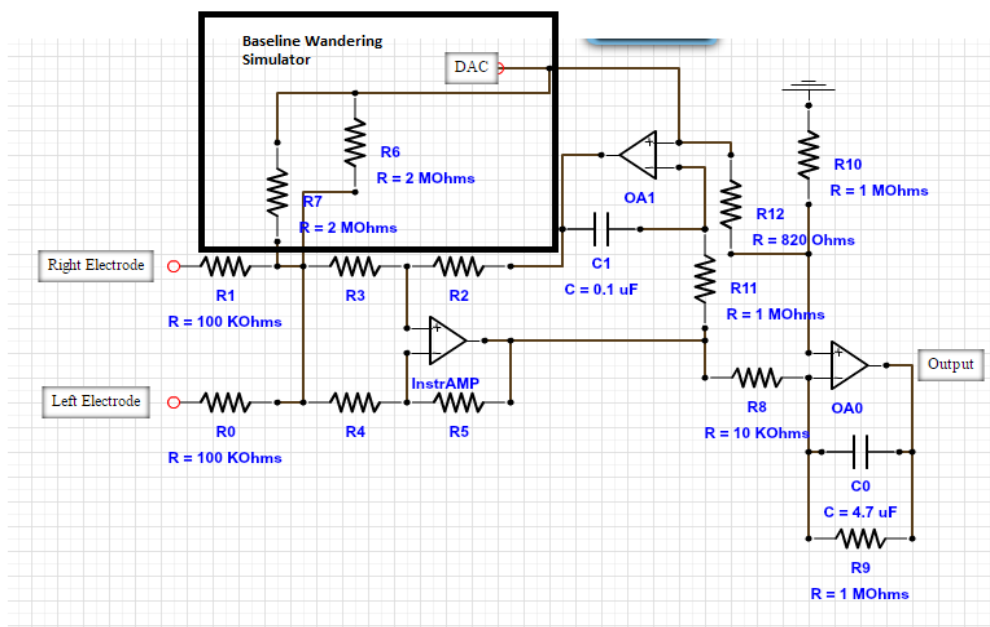 Baseline Wandering
Simulator
DAC
R6
R = 2 MOhms
R7
R = 2 MOhms
OA1
R10
R = 1 MOhms
R12
R = 820 Ohms
C1
C = 0.1 uF
R11
R = 1 MOhms
Right Electrode
R1
R = 100 KOhms
R3
R2
InstrAMP
Left Electrode
R0
R = 100 KOhms
R4
R5
R8
R = 10 KOhms
OA0
Output
C0
C = 4.7 uF
R9
R = 1 MOhms
+
-
+
-
+
-